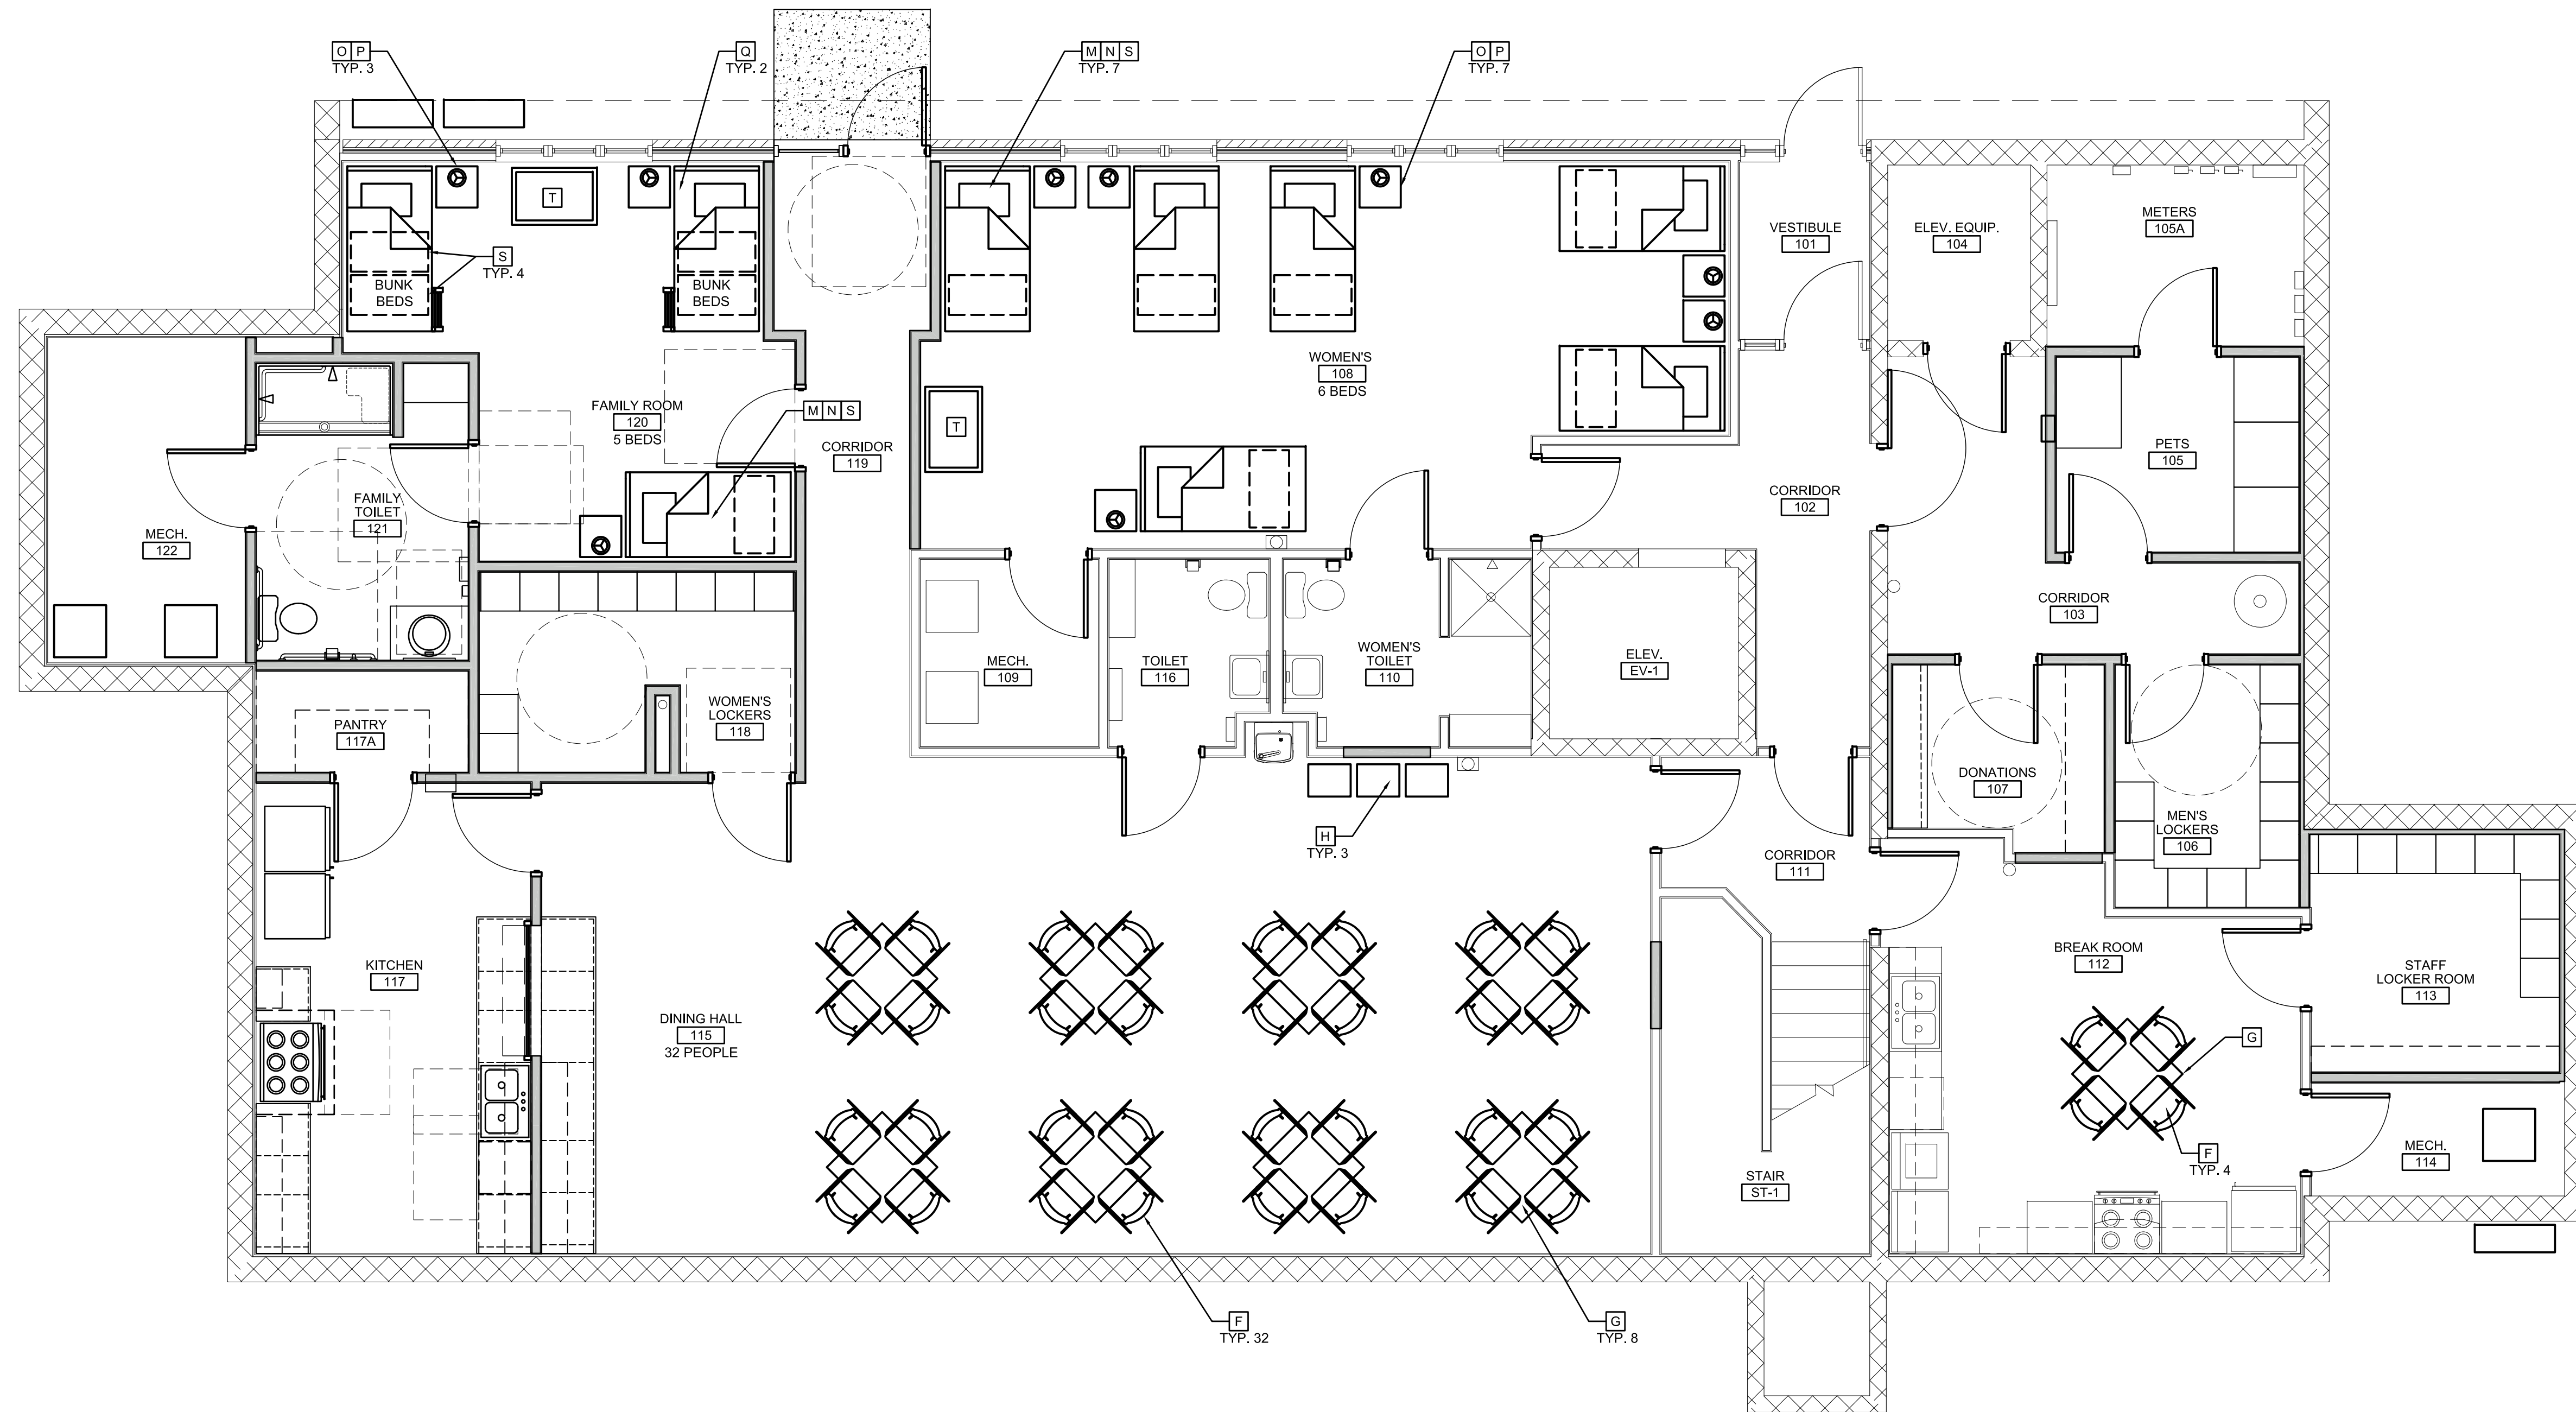 O P
TYP. 3
Q
TYP. 2
M N S
TYP. 7
O P
TYP. 7
T
S
TYP. 4
BUNK
BEDS
BUNK
BEDS
VESTIBULE
101
ELEV. EQUIP.
104
METERS
105A
WOMEN'S
108
6 BEDS
FAMILY ROOM
120
5 BEDS
M N S
T
CORRIDOR
119
PETS
105
CORRIDOR
102
FAMILY
TOILET
121
MECH.
122
CORRIDOR
103
MECH.
109
TOILET
116
WOMEN'S
TOILET
110
ELEV.
EV-1
WOMEN'S
LOCKERS
118
PANTRY
117A
DONATIONS
107
MEN'S
LOCKERS
106
H
TYP. 3
CORRIDOR
111
KITCHEN
117
BREAK ROOM
112
STAFF
LOCKER ROOM
113
DINING HALL
115
32 PEOPLE
G
F
TYP. 4
MECH.
114
STAIR
ST-1
F
TYP. 32
G
TYP. 8